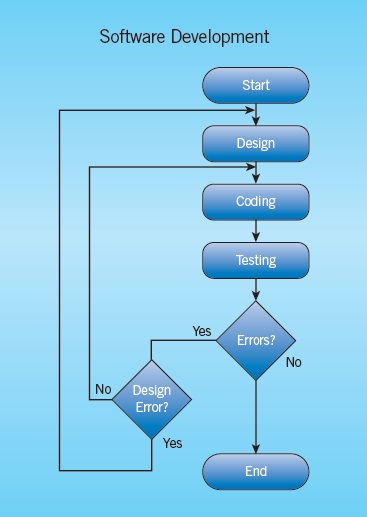 Software Development
Start
Design
Coding
Testing
Yes
Errors?
No
No
Design
Error?
Yes
End